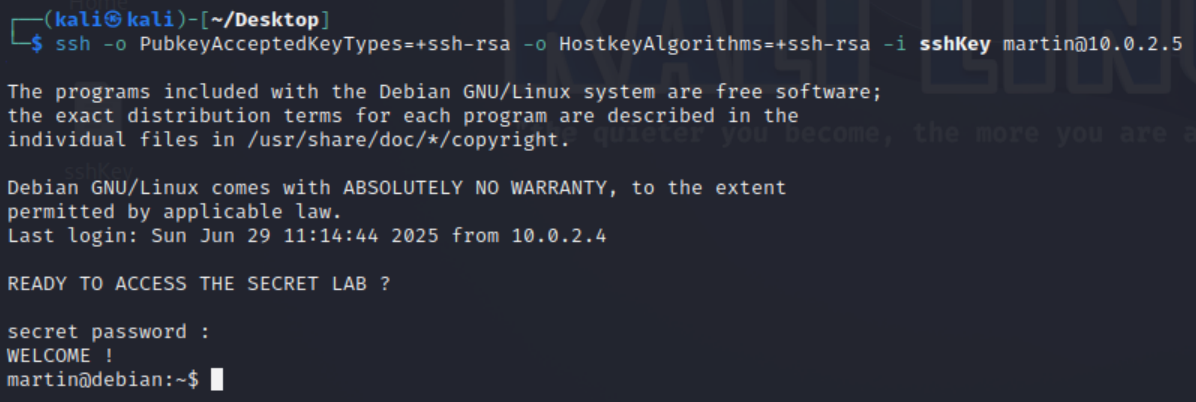 ┌──(kali㉿kali)-[~/Desktop]
└─$ ssh -o PubkeyAcceptedKeyTypes=+ssh-rsa -o HostkeyAlgorithms=+ssh-rsa -i sshKey martin@10.0.2.5
The programs included with the Debian GNU/Linux system are free software;
the exact distribution terms for each program are described in the
individual files in /usr/share/doc/*/copyright.
quieter you become, the more you are a
sshKey
Debian GNU/Linux comes with ABSOLUTELY NO WARRANTY, to the extent
permitted by applicable law.
Last login: Sun Jun 29 11:14:44 2025 from 10.0.2.4
READY TO ACCESS THE SECRET LAB ?
secret password :
WELCOME !
martin@debian:~$